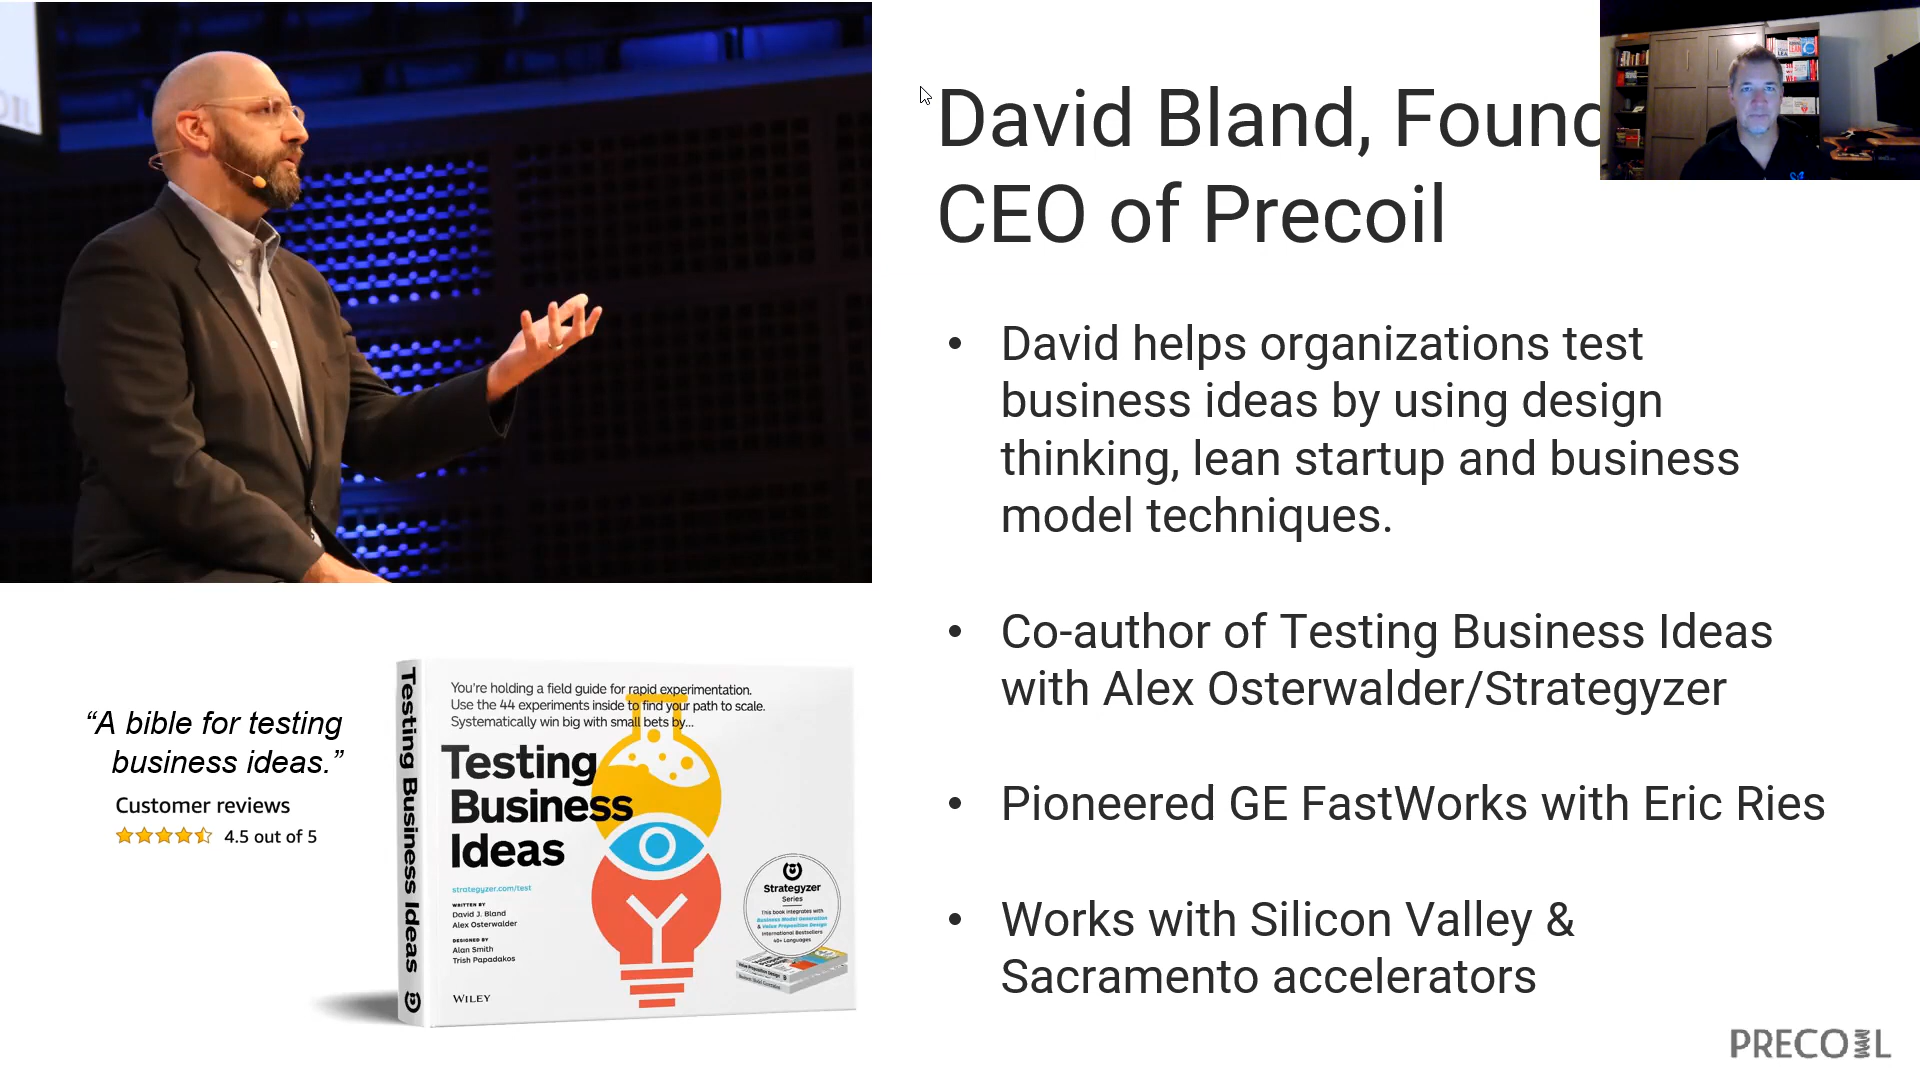 David Bland, Found
CEO of Precoil
• David helps organizations test
business ideas by using design
thinking, lean startup and business
model techniques.
• Co-author of Testing Business Ideas
with Alex Osterwalder/Strategyzer
• Pioneered GE FastWorks with Eric Ries
• Works with Silicon Valley &
Sacramento accelerators
“A bible for testing
business ideas.”
Customer reviews
4.5 out of 5
Testing Business Ideas
You're holding a field guide for rapid experimentation.
Use the 44 experiments inside to find your path to scale.
Systematically win big with small bets by...
Testing
Business
Ideas
strategyzer.com/test
WRITTEN BY
David J. Bland
Alex Osterwalder
DESIGNED BY
Alan Smith
Trish Papadakos
WILEY
Strategyzer
Series
This book integrates with
Business Model Generation
& Value Proposition Design
International Bestsellers
40+ Languages
PRECOIL